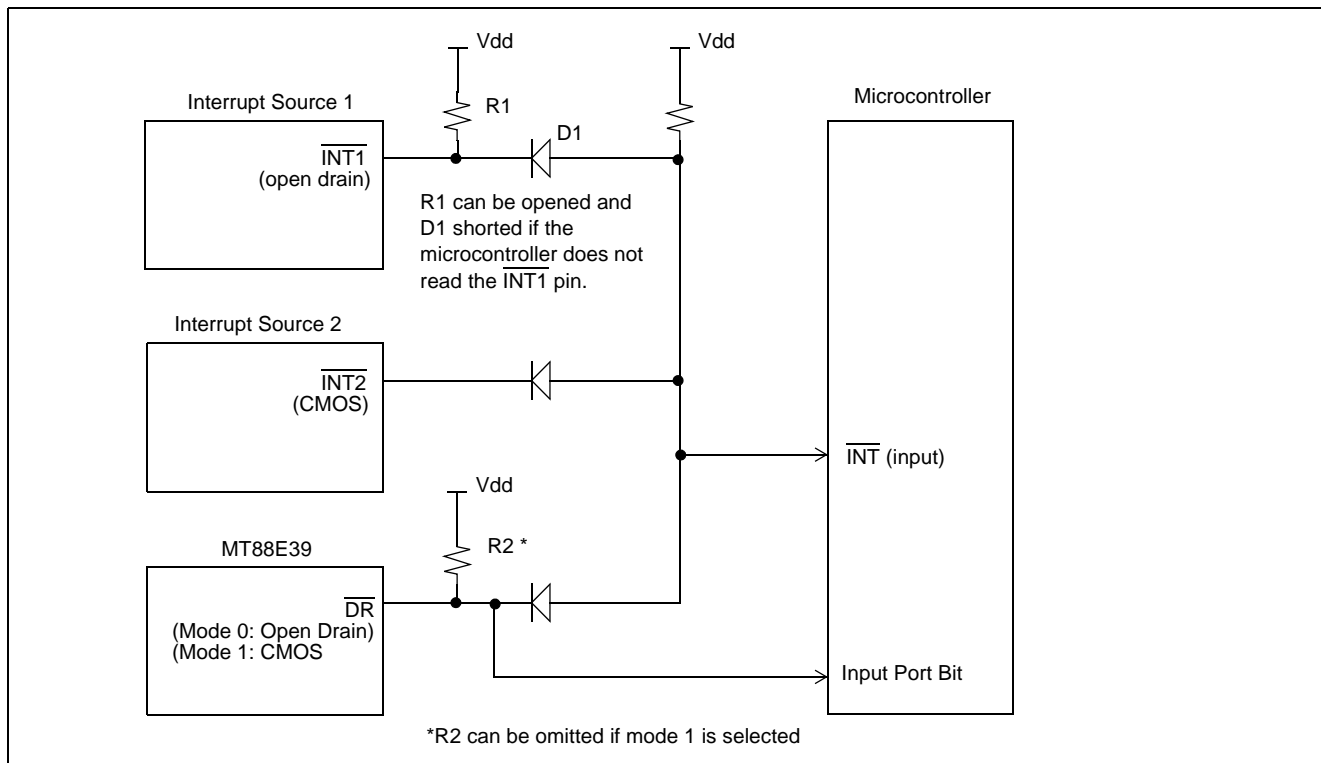 Vdd
Vdd
Interrupt Source 1
R1
Microcontroller
D1
INT1
(open drain)
R1 can be opened and
D1 shorted if the
microcontroller does not
read the INT1 pin.
Interrupt Source 2
INT2
(CMOS)
INT (input)
Vdd
MT88E39
R2 *
DR
(Mode 0: Open Drain)
(Mode 1: CMOS
Input Port Bit
*R2 can be omitted if mode 1 is selected